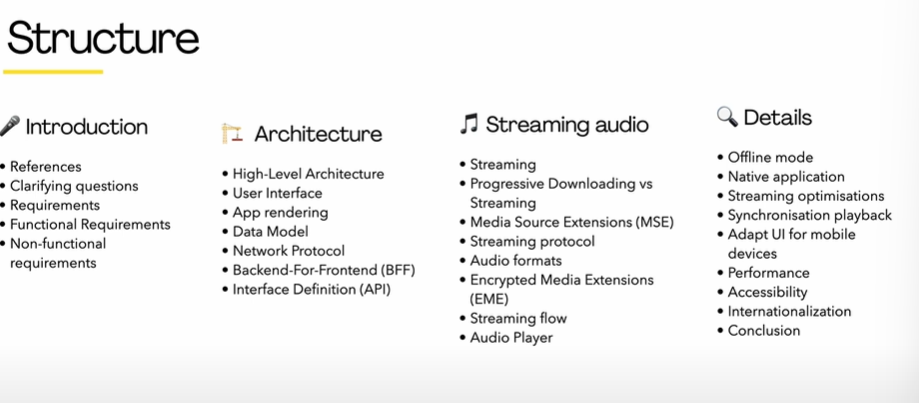 Structure
Introduction
• References
• Clarifying questions
• Requirements
• Functional Requirements
• Non-functional
requirements
Architecture
• High-Level Architecture
• User Interface
• App rendering
• Data Model
• Network Protocol
• Backend-For-Frontend (BFF)
• Interface Definition (API)
Streaming audio
• Streaming
• Progressive Downloading vs
Streaming
• Media Source Extensions (MSE)
• Streaming protocol
• Audio formats
• Encrypted Media Extensions
(EME)
• Streaming flow
• Audio Player
Details
• Offline mode
• Native application
• Streaming optimisations
• Synchronisation playback
• Adapt UI for mobile
devices
• Performance
• Accessibility
• Internationalization
• Conclusion